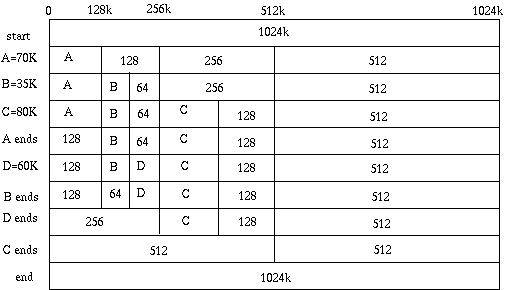 0 128k 256k 512k 1024k
start 1024k
A=70K A 128 256 512
B=35K A B 64 256 512
C=80K A B 64 C 128 512
A ends 128 B 64 C 128 512
D=60K 128 B D C 128 512
B ends 128 64 D C 128 512
D ends 256 C 128 512
C ends 512 512
end 1024k